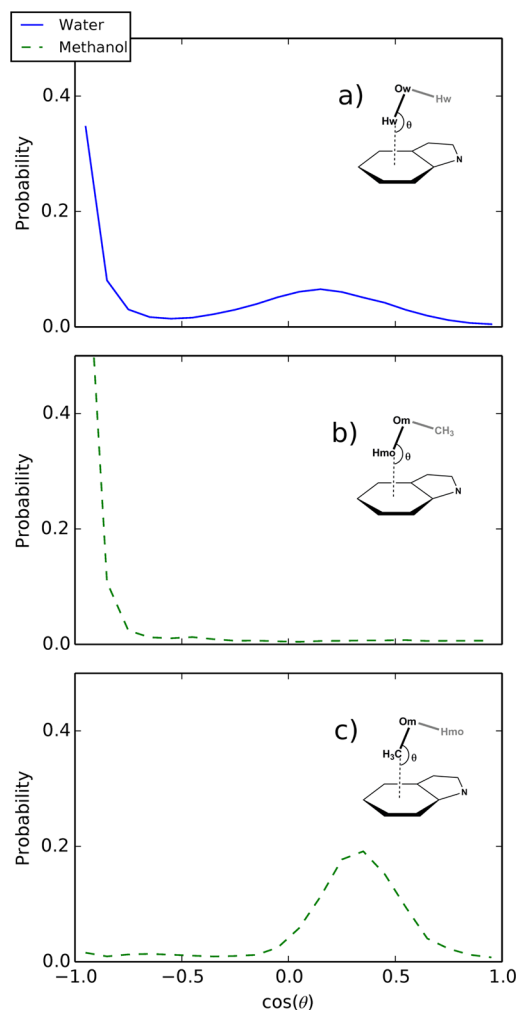 Water
Methanol
Probability
0.4
0.2
0.0
a)
Ow
Hw
Hw
θ
N
Probability
0.4
0.2
0.0
b)
Om
CH3
Hmo
θ
N
Probability
0.4
0.2
0.0
c)
Om
Hmo
H3C
θ
N
−1.0 −0.5 0.0 0.5 1.0
cos(θ)